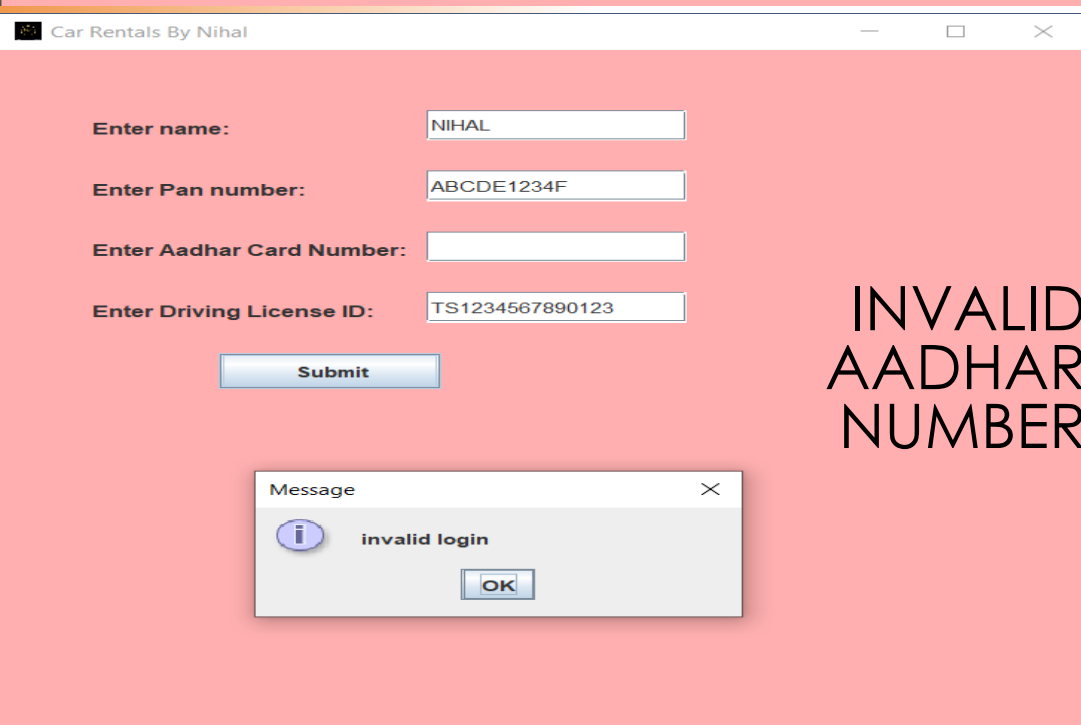 Car Rentals By Nihal
Enter name: NIHAL
Enter Pan number: ABCDE1234F
Enter Aadhar Card Number:
Enter Driving License ID: TS1234567890123
Submit
INVALID
AADHAR
NUMBER
Message
i invalid login
OK